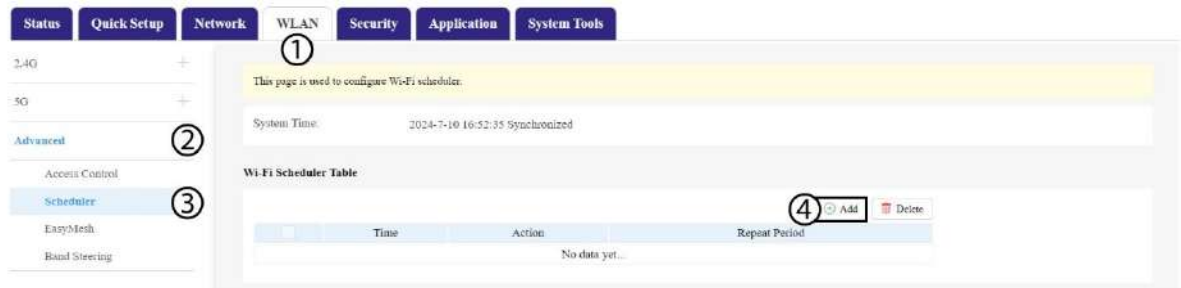 Status Quick Setup Network WLAN Security Application System Tools
①
2.4G
5G
Advanced ②
Access Control
Scheduler ③
EasyMesh
Band Steering
This page is used to configure Wi-Fi scheduler.
System Time: 2024-7-10 16:52:35 Synchronized
Wi-Fi Scheduler Table
④ Add Delete
Time Action Repeat Period
No data yet...